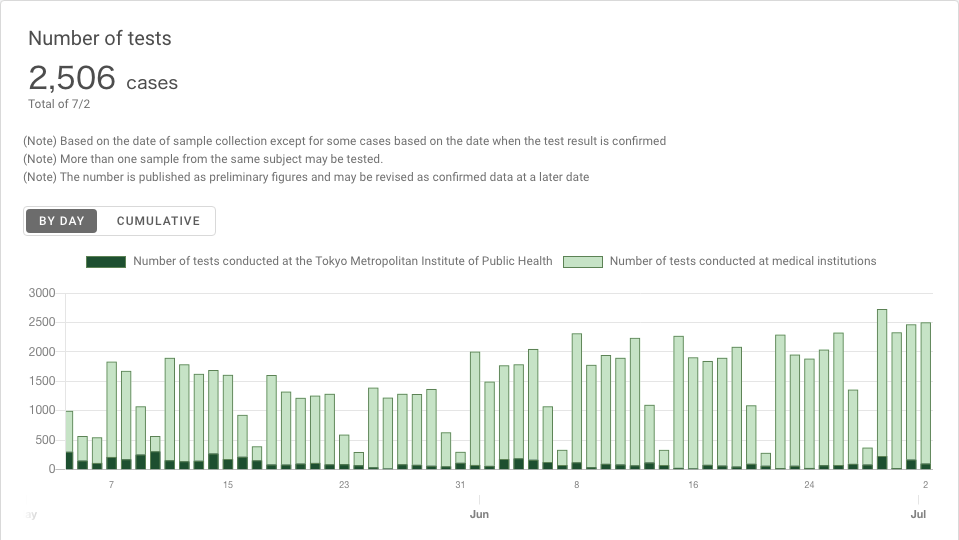 Number of tests
2,506 cases
Total of 7/2
(Note) Based on the date of sample collection except for some cases based on the date when the test result is confirmed
(Note) More than one sample from the same subject may be tested.
(Note) The number is published as preliminary figures and may be revised as confirmed data at a later date
BY DAY CUMULATIVE
Number of tests conducted at the Tokyo Metropolitan Institute of Public Health Number of tests conducted at medical institutions
3000
2500
2000
1500
1000
500
0
7 15 23 31 8 16 24 2
ay Jun Jul